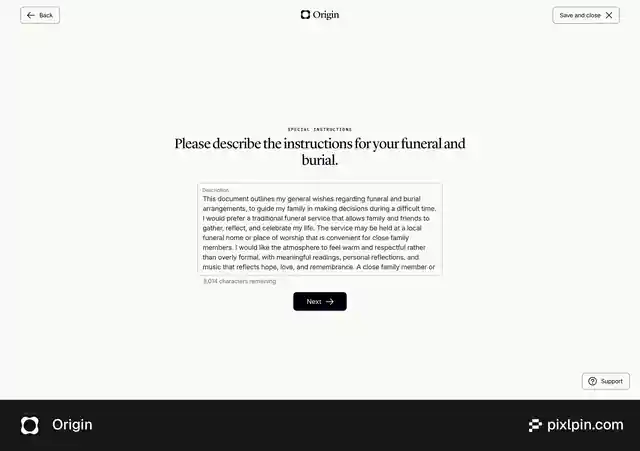 Back
Origin
Save and close
SPECIAL INSTRUCTIONS
Please describe the instructions for your funeral and
burial.
Description
This document outlines my general wishes regarding funeral and burial
arrangements, to guide my family in making decisions during a difficult time.
I would prefer a traditional funeral service that allows family and friends to
gather, reflect, and celebrate my life. The service may be held at a local
funeral home or place of worship that is convenient for close family
members. I would like the atmosphere to feel warm and respectful rather
than overly formal, with meaningful readings, personal reflections, and
music that reflects hope, love, and remembrance. A close family member or
8,014 characters remaining
Next
Support
Origin
pixlpin.com